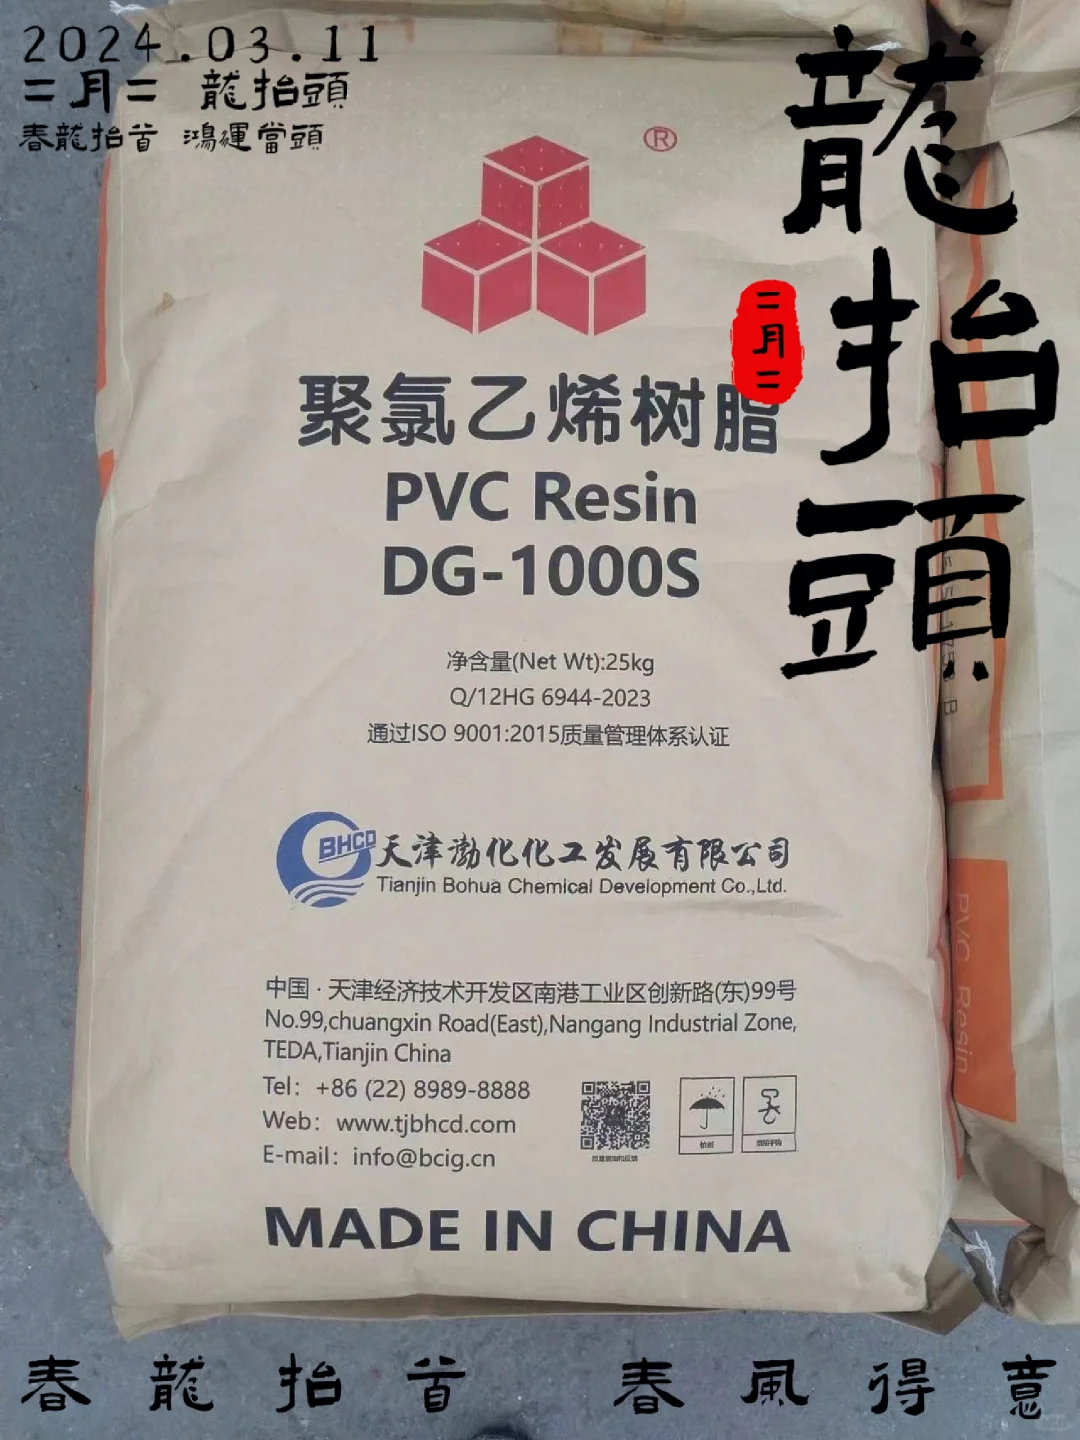 2024.03.11
二月二 龍抬頭
春龍抬首 鴻運當頭
龍抬頭
二月二
®
聚氯乙烯树脂
PVC Resin
DG-1000S
净含量(Net Wt):25kg
Q/12HG 6944-2023
通过ISO 9001:2015质量管理体系认证
BHCD
天津渤化化工发展有限公司
Tianjin Bohua Chemical Development Co.,Ltd.
中国·天津经济技术开发区南港工业区创新路(东)99号
No.99,chuangxin Road(East),Nangang Industrial Zone,
TEDA,Tianjin China
Tel：+86 (22) 8989-8888
Web：www.tjbhcd.com
E-mail：info@bcig.cn
怕雨
MADE IN CHINA
PVC Resin
春龍抬首 春風得意